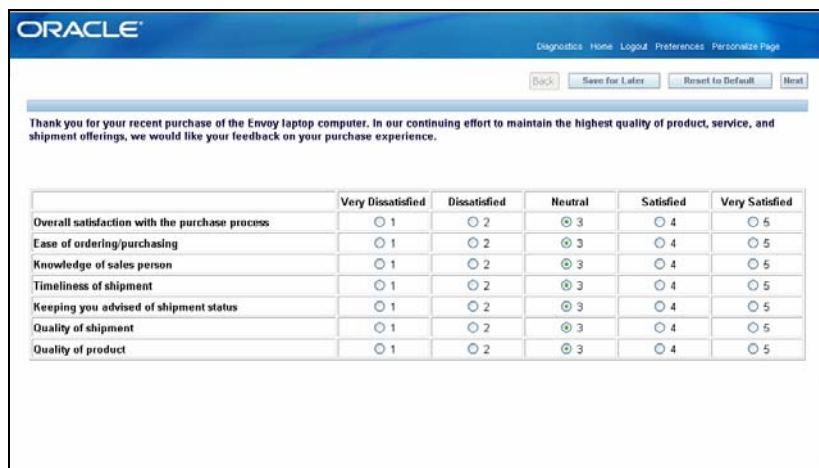 ORACLE
Diagnostics Home Logout Preferences Personalize Page
Back Save for Later Reset to Default Next
Thank you for your recent purchase of the Envoy laptop computer. In our continuing effort to maintain the highest quality of product, service, and
shipment offerings, we would like your feedback on your purchase experience.
Very Dissatisfied Dissatisfied Neutral Satisfied Very Satisfied
Overall satisfaction with the purchase process 1 2 3 4 5
Ease of ordering/purchasing 1 2 3 4 5
Knowledge of sales person 1 2 3 4 5
Timeliness of shipment 1 2 3 4 5
Keeping you advised of shipment status 1 2 3 4 5
Quality of shipment 1 2 3 4 5
Quality of product 1 2 3 4 5